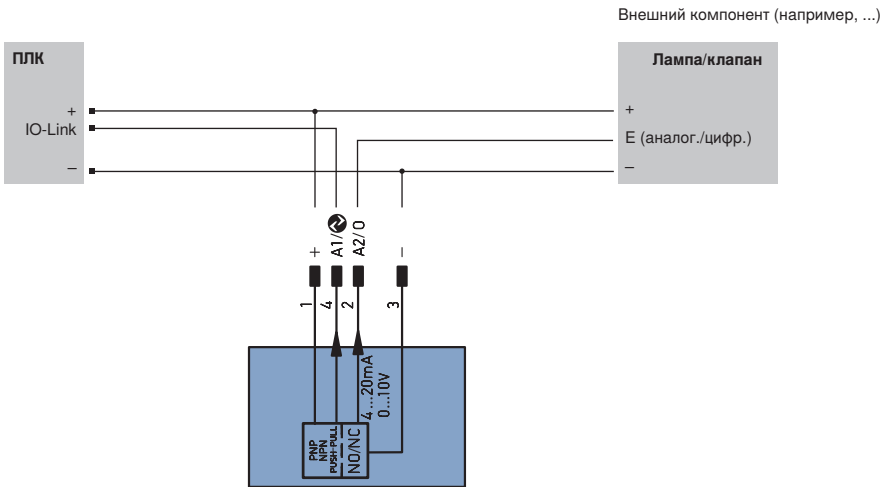 Внешний компонент (например, ...)
ПЛК
Лампа/клапан
+
IO-Link
–
+
E (аналог./цифр.)
–
+
A1/
A2/ O
–
1
4
2
3
4 ...20mA
0...10V
PNP
NPN
PUSH-PULL
NO/NC